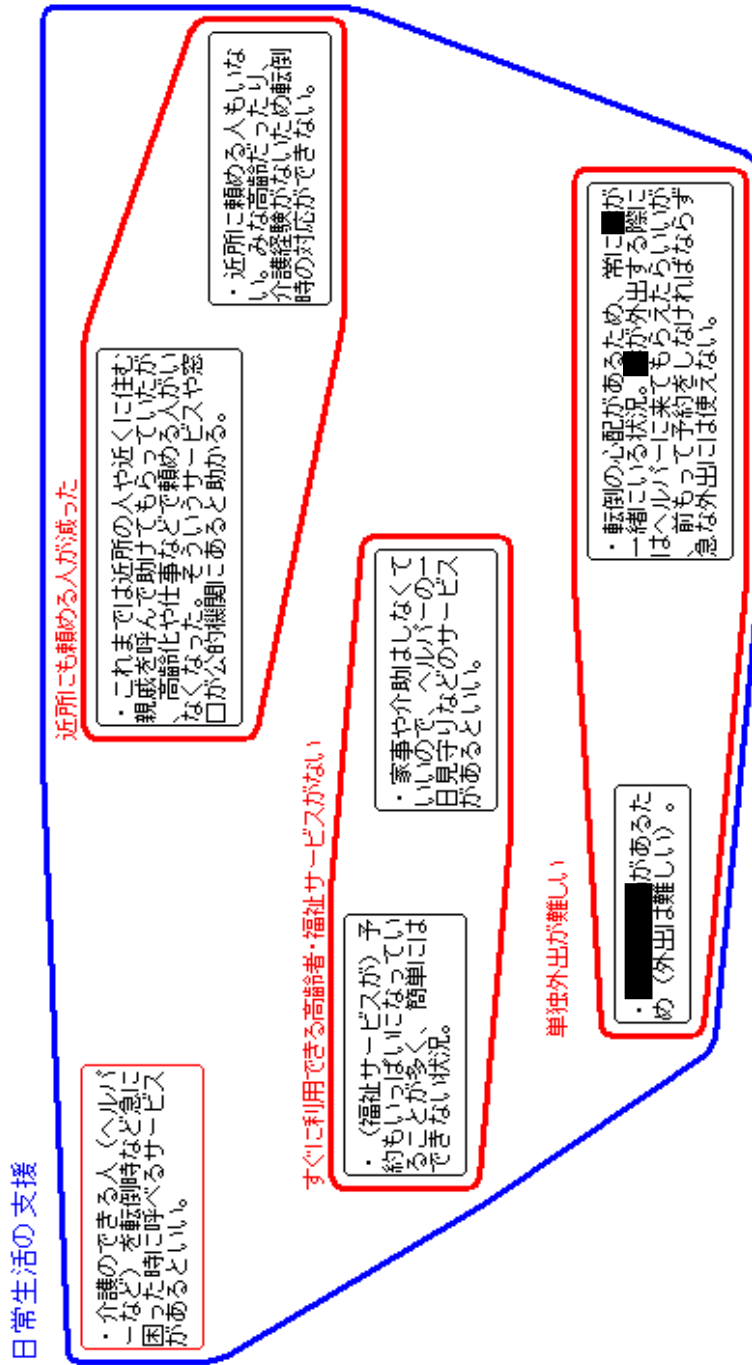 日常生活の支援
・介護のできる人（ヘルパ
ーなど）を転倒時など急に
困った時に呼べるサービス
があるといい。
近所にも頼める人が減った
・これまでは近所の人や近くに住む
親戚を呼んで助けてもらっていたが
、高齢化や仕事などで頼める人がい
なくなった。そういうサービスや窓
口が公的機関にあると助かる。
・近所に頼める人もいな
い。みな高齢だったり、
介護経験がないため転倒
時の対応ができない。
すぐに利用できる高齢者・福祉サービスがない
・（福祉サービスが）予
約もいっぱいになってい
ることが多く、簡単には
できない状況。
・家事や介助はしなくて
いいので、ヘルパーの一
日見守りなどのサービス
があるといい。
単独外出が難しい
・があるた
め（外出は難しい）。
・転倒の心配があるため、常にが
一緒にいる状況。が外出する際に
はヘルパーに来てもらえたらいいが
、前もって予約をしなければならず
急な外出には使えない。